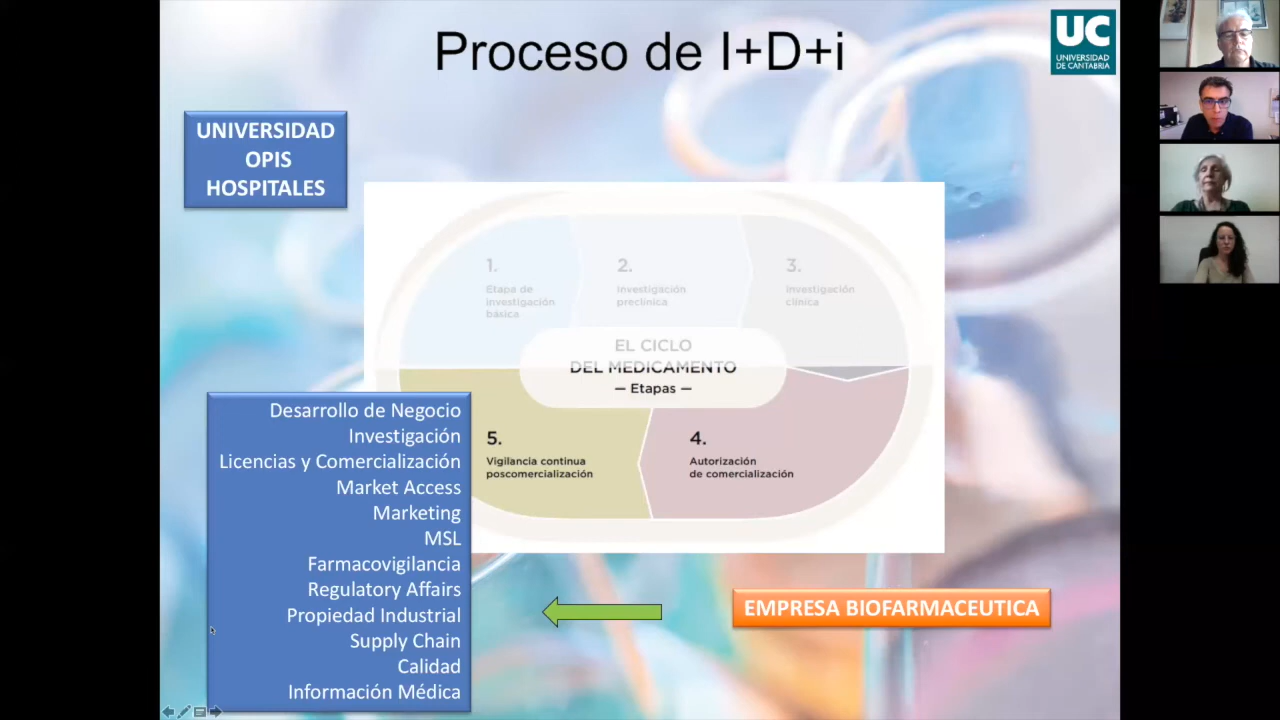 Proceso de I+D+i
UC
UNIVERSIDAD
DE CANTABRIA
UNIVERSIDAD
OPIS
HOSPITALES
1.
Etapa de
investigación
básica
2.
Investigación
preclínica
3.
Investigación
clínica
EL CICLO
DEL MEDICAMENTO
— Etapas —
5.
Vigilancia continua
poscomercialización
4.
Autorización
de comercialización
Desarrollo de Negocio
Investigación
Licencias y Comercialización
Market Access
Marketing
MSL
Farmacovigilancia
Regulatory Affairs
Propiedad Industrial
Supply Chain
Calidad
Información Médica
EMPRESA BIOFARMACEUTICA